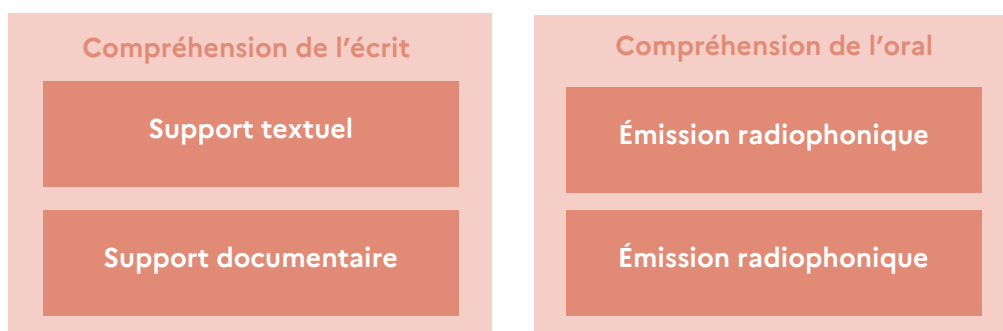 Compréhension de l’écrit
Support textuel
Support documentaire
Compréhension de l’oral
Émission radiophonique
Émission radiophonique